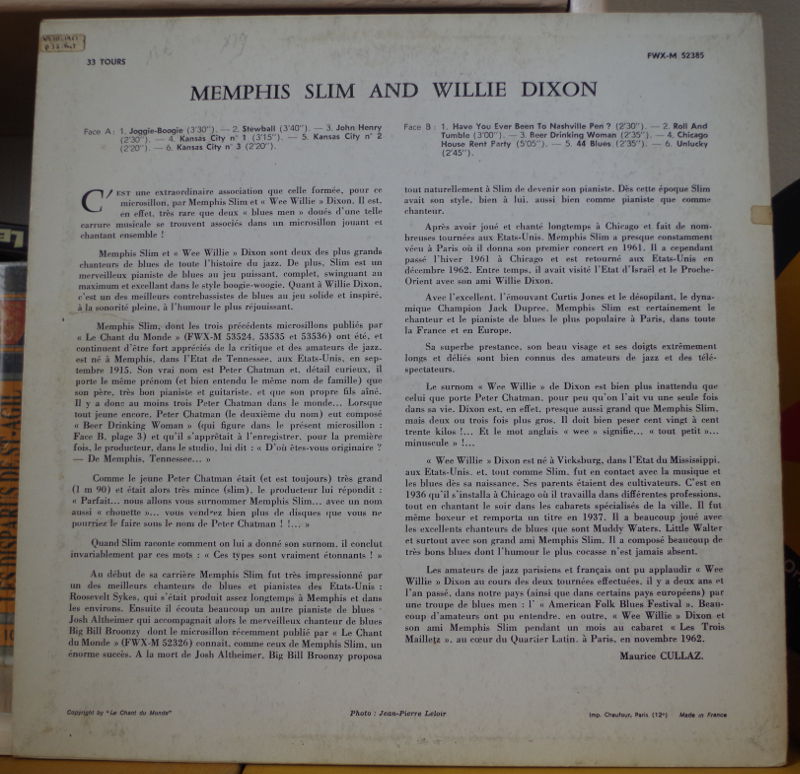 33 TOURS
FWX-M 52385
MEMPHIS SLIM AND WILLIE DIXON
Face A : 1. Joggie-Boogie (3'30''). — 2. Stewball (3'40''). — 3. John Henry
(2'30''). — 4. Kansas City n° 1 (3'15''). — 5. Kansas City n° 2
(2'20''). — 6. Kansas City n° 3 (2'20'').
Face B : 1. Have You Ever Been To Nashville Pen ? (2'30''). — 2. Roll And
Tumble (3'00''). — 3. Beer Drinking Woman (2'35''). — 4. Chicago
House Rent Party (5'05''). — 5. 44 Blues (2'35''). — 6. Unlucky
(2'45'').
C'EST une extraordinaire association que celle formée, pour ce
microsillon, par Memphis Slim et « Wee Willie » Dixon. Il est,
en effet, très rare que deux « blues men » doués d'une telle
carrure musicale se trouvent associés dans un microsillon jouant et
chantant ensemble !
Memphis Slim et « Wee Willie » Dixon sont deux des plus grands
chanteurs de blues de toute l'histoire du jazz. De plus, Slim est un
merveilleux pianiste de blues au jeu puissant, complet, swinguant au
maximum et excellant dans le style boogie-woogie. Quant à Willie Dixon,
c'est un des meilleurs contrebassistes de blues au jeu solide et inspiré,
à la sonorité pleine, à l'humour le plus réjouissant.
Memphis Slim, dont les trois précédents microsillons publiés par
« Le Chant du Monde » (FWX-M 53524, 53535 et 53536) ont été, et
continuent d'être fort appréciés de la critique et des amateurs de jazz,
est né à Memphis, dans l'Etat de Tennessee, aux Etats-Unis, en sep-
tembre 1915. Son vrai nom est Peter Chatman et, détail curieux, il
porte le même prénom (et bien entendu le même nom de famille) que
son père, très bon pianiste et guitariste, et que son propre fils aîné.
Il y a donc au moins trois Peter Chatman dans le monde... Lorsque
tout jeune encore, Peter Chatman (le deuxième du nom) eut composé
« Beer Drinking Woman » (qui figure dans le présent microsillon :
Face B, plage 3) et qu'il s'apprêtait à l'enregistrer, pour la première
fois, le producteur, dans le studio, lui dit : « D'où êtes-vous originaire ?
— De Memphis, Tennessee... »
Comme le jeune Peter Chatman était (et est toujours) très grand
(1 m 90) et était alors très mince (slim), le producteur lui répondit :
« Parfait... nous allons vous surnommer Memphis Slim... avec un nom
aussi « chouette »... vous vendrez bien plus de disques que vous ne
pourriez le faire sous le nom de Peter Chatman ! !... »
Quand Slim raconte comment on lui a donné son surnom, il conclut
invariablement par ces mots : « Ces types sont vraiment étonnants ! »
Au début de sa carrière Memphis Slim fut très impressionné par
un des meilleurs chanteurs de blues et pianistes des Etats-Unis :
Roosevelt Sykes, qui s'était produit assez longtemps à Memphis et dans
les environs. Ensuite il écouta beaucoup un autre pianiste de blues
Josh Altheimer qui accompagnait alors le merveilleux chanteur de blues
Big Bill Broonzy dont le microsillon récemment publié par « Le Chant
du Monde » (FWX-M 52326) connaît, comme ceux de Memphis Slim, un
énorme succès. A la mort de Josh Altheimer, Big Bill Broonzy proposa
tout naturellement à Slim de devenir son pianiste. Dès cette époque Slim
avait son style, bien à lui, aussi bien comme pianiste que comme
chanteur.
Après avoir joué et chanté longtemps à Chicago et fait de nom-
breuses tournées aux Etats-Unis, Memphis Slim a presque constamment
vécu à Paris où il donna son premier concert en 1961. Il a cependant
passé l'hiver 1961 à Chicago et est retourné aux Etats-Unis en
décembre 1962. Entre temps, il avait visité l'Etat d'Israël et le Proche-
Orient avec son ami Willie Dixon.
Avec l'excellent, l'émouvant Curtis Jones et le désopilant, le dyna-
mique Champion Jack Dupree, Memphis Slim est certainement le
chanteur et le pianiste de blues le plus populaire à Paris, dans toute
la France et en Europe.
Sa superbe prestance, son beau visage et ses doigts extrêmement
longs et déliés sont bien connus des amateurs de jazz et des télé-
spectateurs.
Le surnom « Wee Willie » de Dixon est bien plus inattendu que
celui que porte Peter Chatman, pour peu qu'on l'ait vu une seule fois
dans sa vie. Dixon est, en effet, presque aussi grand que Memphis Slim,
mais deux ou trois fois plus gros. Il doit bien peser cent vingt à cent
trente kilos !... Et le mot anglais « wee » signifie... « tout petit »...
minuscule » !...
« Wee Willie » Dixon est né à Vicksburg, dans l'Etat du Mississippi,
aux Etats-Unis, et, tout comme Slim, fut en contact avec la musique et
les blues dès sa naissance. Ses parents étaient des cultivateurs. C'est en
1936 qu'il s'installa à Chicago où il travailla dans différentes professions,
tout en chantant le soir dans les cabarets spécialisés de la ville. Il fut
même boxeur et remporta un titre en 1937. Il a beaucoup joué avec
les excellents chanteurs de blues que sont Muddy Waters, Little Walter
et surtout avec son grand ami Memphis Slim. Il a composé beaucoup de
très bons blues dont l'humour le plus cocasse n'est jamais absent.
Les amateurs de jazz parisiens et français ont pu applaudir « Wee
Willie » Dixon au cours des deux tournées effectuées, il y a deux ans et
l'an passé, dans notre pays (ainsi que dans certains pays européens) par
une troupe de blues men : l' « American Folk Blues Festival ». Beau-
coup d'amateurs ont pu entendre, en outre, « Wee Willie » Dixon et
son ami Memphis Slim pendant un mois au cabaret « Les Trois
Mailletz », au cœur du Quartier Latin, à Paris, en novembre 1962.
Maurice CULLAZ.
Copyright by "Le Chant du Monde"
Photo : Jean-Pierre Leloir
Imp. Chaufour, Paris (12e)
Made in France
LES DISPARUS DE ST-AGIL